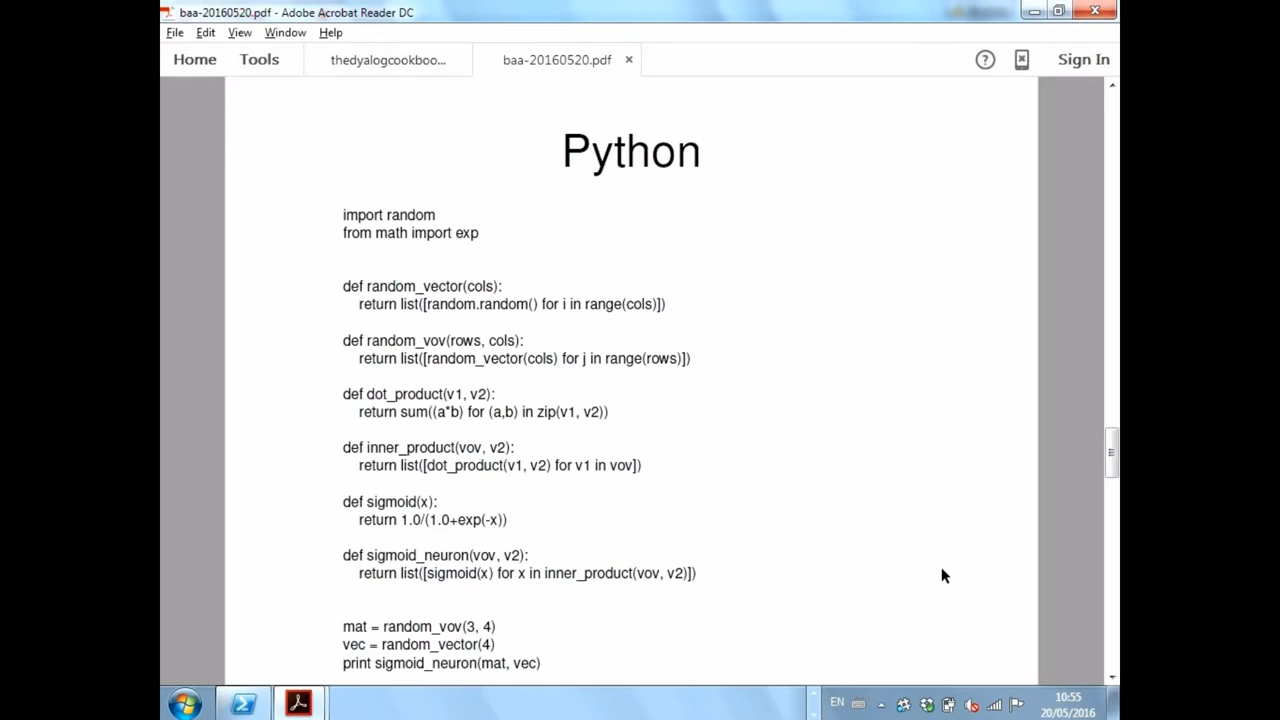 baa-20160520.pdf - Adobe Acrobat Reader DC
File Edit View Window Help
Home Tools thedyalogcookboo... baa-20160520.pdf × ? Sign In
Python
import random
from math import exp
def random_vector(cols):
return list([random.random() for i in range(cols)])
def random_vov(rows, cols):
return list([random_vector(cols) for j in range(rows)])
def dot_product(v1, v2):
return sum((a*b) for (a,b) in zip(v1, v2))
def inner_product(vov, v2):
return list([dot_product(v1, v2) for v1 in vov])
def sigmoid(x):
return 1.0/(1.0+exp(-x))
def sigmoid_neuron(vov, v2):
return list([sigmoid(x) for x in inner_product(vov, v2)])
mat = random_vov(3, 4)
vec = random_vector(4)
print sigmoid_neuron(mat, vec)
EN
10:55
20/05/2016